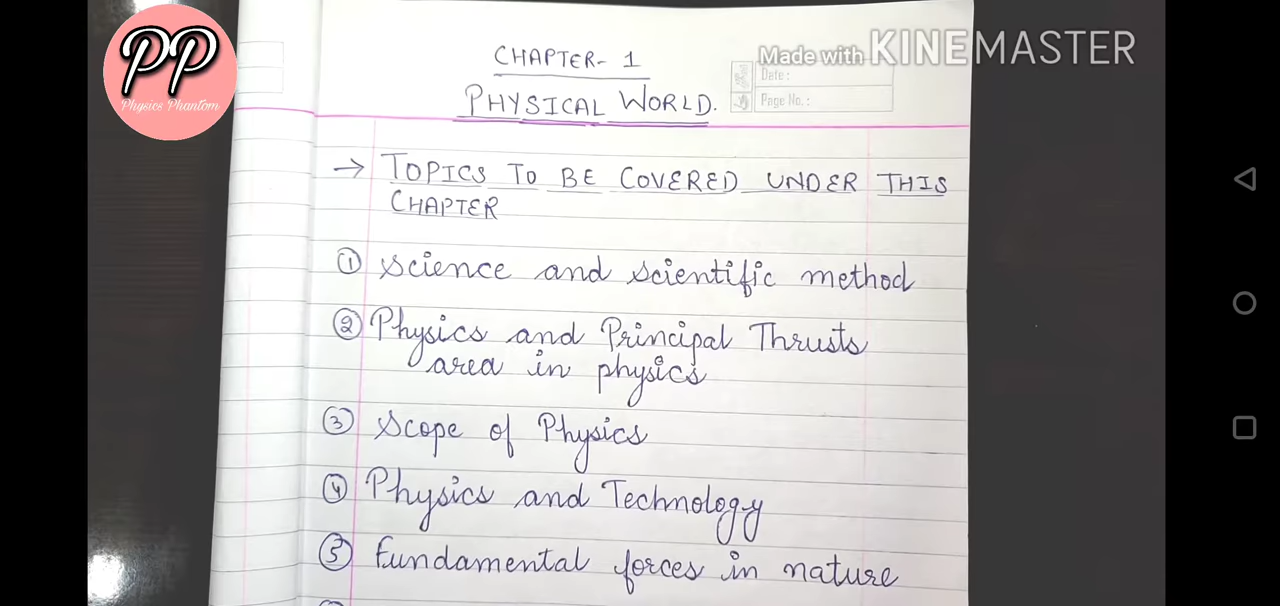 PP
Physics Phantom
Made with KINEMASTER
CHAPTER- 1
Date :
Page No. :
PHYSICAL WORLD.
→ TOPICS TO BE COVERED UNDER THIS
CHAPTER
① Science and scientific method
② Physics and Principal Thrusts
area in physics
③ Scope of Physics
④ Physics and Technology
⑤ Fundamental forces in nature